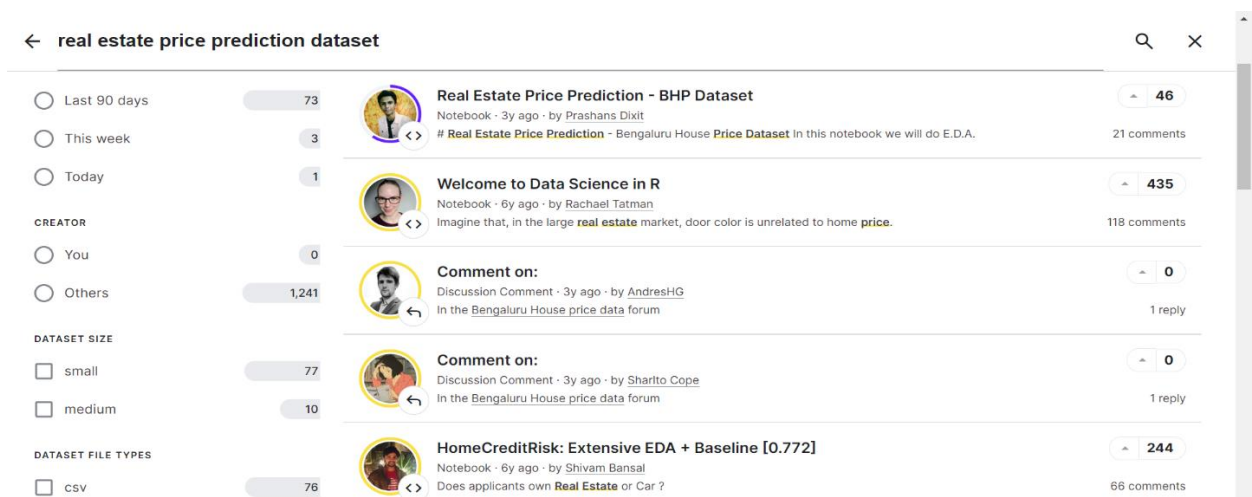 real estate price prediction dataset
Last 90 days 73
This week 3
Today 1
CREATOR
You 0
Others 1,241
DATASET SIZE
small 77
medium 10
DATASET FILE TYPES
CSV 76
Real Estate Price Prediction - BHP Dataset
46
Notebook · 3y ago · by Prashans Dixit
# Real Estate Price Prediction - Bengaluru House Price Dataset In this notebook we will do E.D.A.
21 comments
Welcome to Data Science in R
435
Notebook · 6y ago · by Rachael Tatman
Imagine that, in the large real estate market, door color is unrelated to home price.
118 comments
Comment on:
0
Discussion Comment · 3y ago · by AndresHG
In the Bengaluru House price data forum
1 reply
Comment on:
0
Discussion Comment · 3y ago · by Sharlto Cope
In the Bengaluru House price data forum
1 reply
HomeCreditRisk: Extensive EDA + Baseline [0.772]
244
Notebook · 6y ago · by Shivam Bansal
Does applicants own Real Estate or Car ?
66 comments